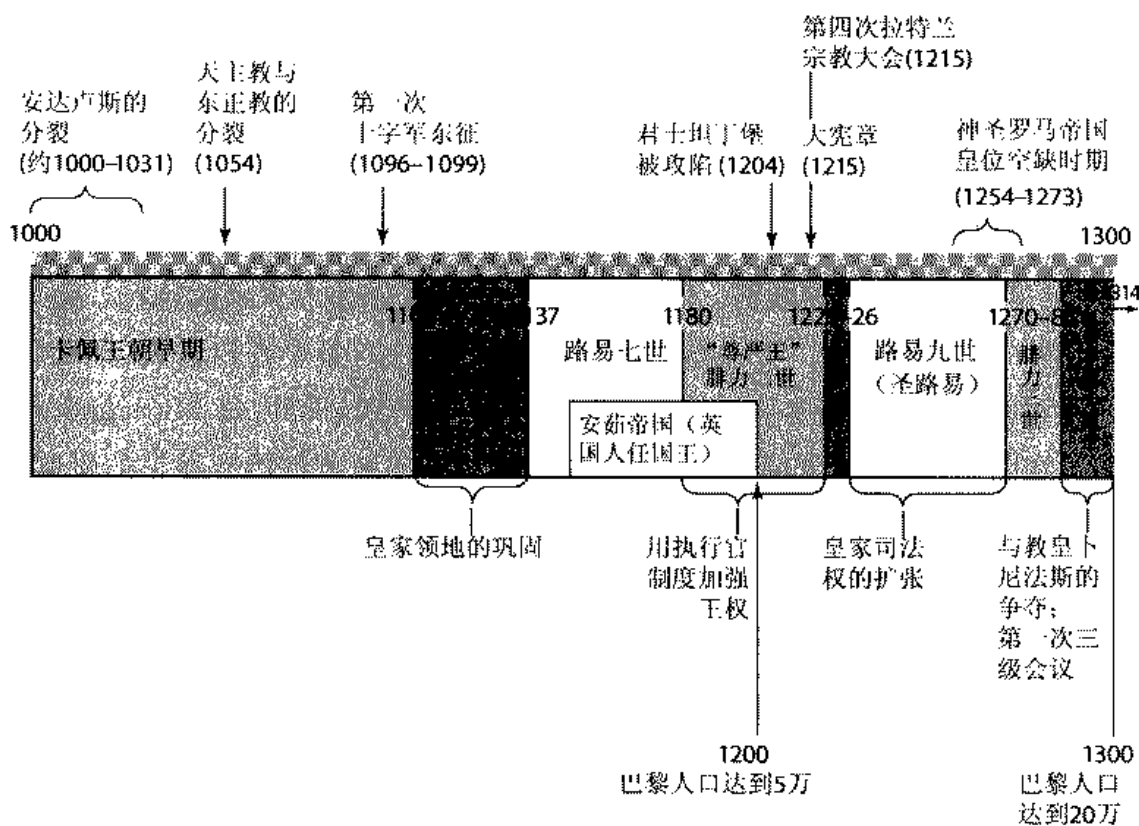 第四次拉特兰
宗教大会(1215)
天主教与
东正教的
分裂
(1054)
安达卢斯的
分裂
(约1000–1031)
第一次
十字军东征
(1096–1099)
君士坦丁堡
被攻陷(1204)
大宪章
(1215)
神圣罗马帝国
皇位空缺时期
(1254–1273)
1000
1300
137
1180
26
1270
314
卡佩王朝早期
路易七世
“尊严王”
腓力二世
路易九世
（圣路易）
腓力三世
安茹帝国（英
国人任国王）
皇家领地的巩固
用执行官
制度加强
王权
皇家司法
权的扩张
与教皇卜
尼法斯的
争夺；
第一次三
级会议
1200
巴黎人口达到5万
1300
巴黎人口
达到20万